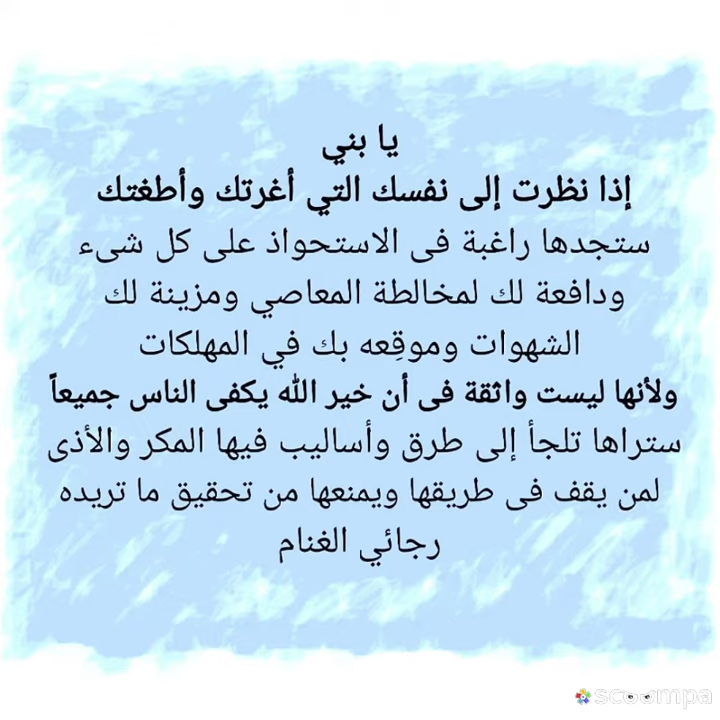 يا بني
إذا نظرت إلى نفسك التي أغرتك وأطغتك
ستجدها راغبة فى الاستحواذ على كل شىء
ودافعة لك لمخالطة المعاصي ومزينة لك
الشهوات وموقِعه بك في المهلكات
ولأنها ليست واثقة فى أن خير الله يكفى الناس جميعاً
ستراها تلجأ إلى طرق وأساليب فيها المكر والأذى
لمن يقف فى طريقها ويمنعها من تحقيق ما تريده
رجائي الغنام
scoompa